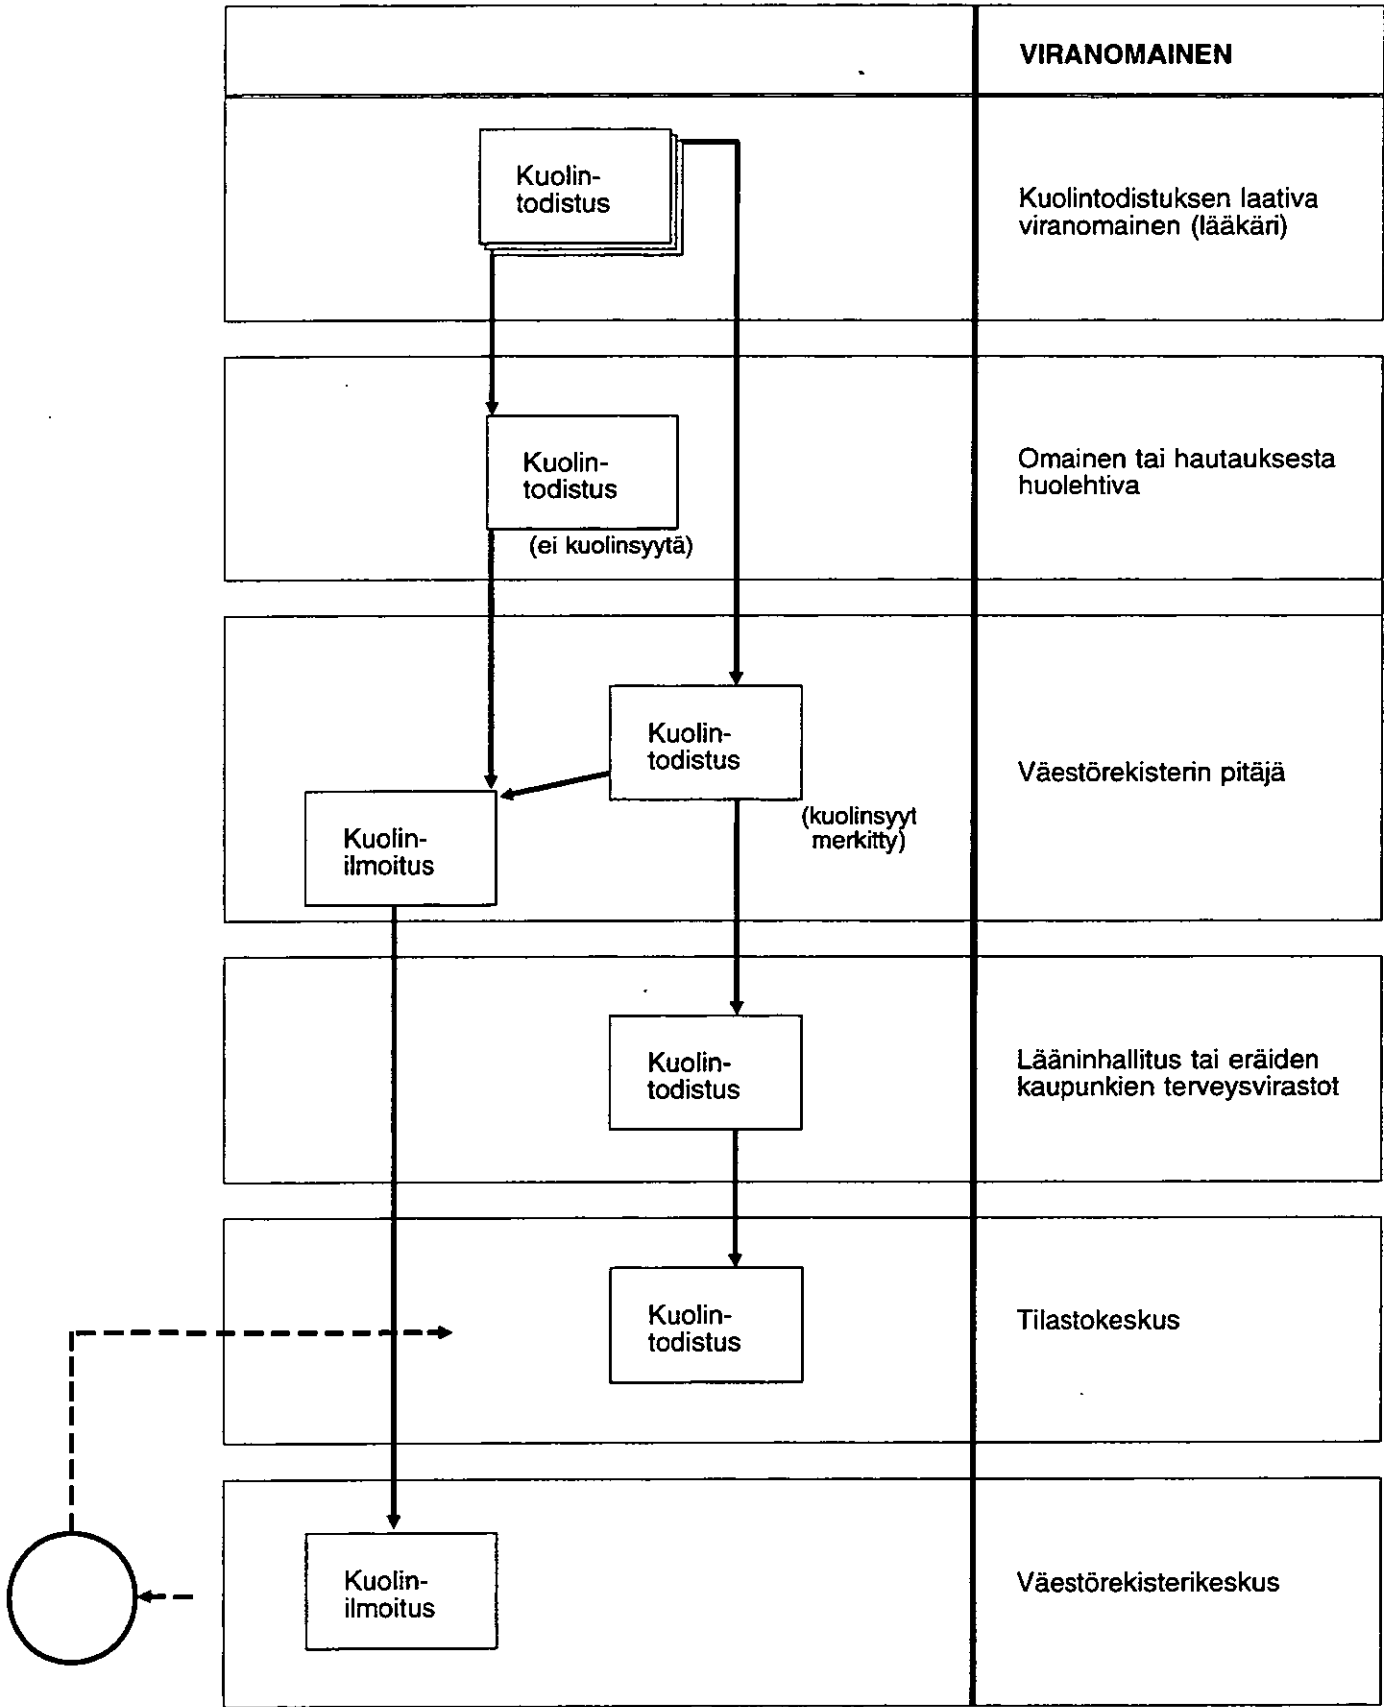 VIRANOMAINEN
Kuolin-
todistus
Kuolintodistuksen laativa
viranomainen (lääkäri)
Kuolin-
todistus
(ei kuolinsyytä)
Omainen tai hautauksesta
huolehtiva
Kuolin-
todistus
(kuolinsyyt
merkitty)
Kuolin-
ilmoitus
Väestörekisterin pitäjä
Kuolin-
todistus
Lääninhallitus tai eräiden
kaupunkien terveysvirastot
Kuolin-
todistus
Tilastokeskus
Kuolin-
ilmoitus
Väestörekisterikeskus